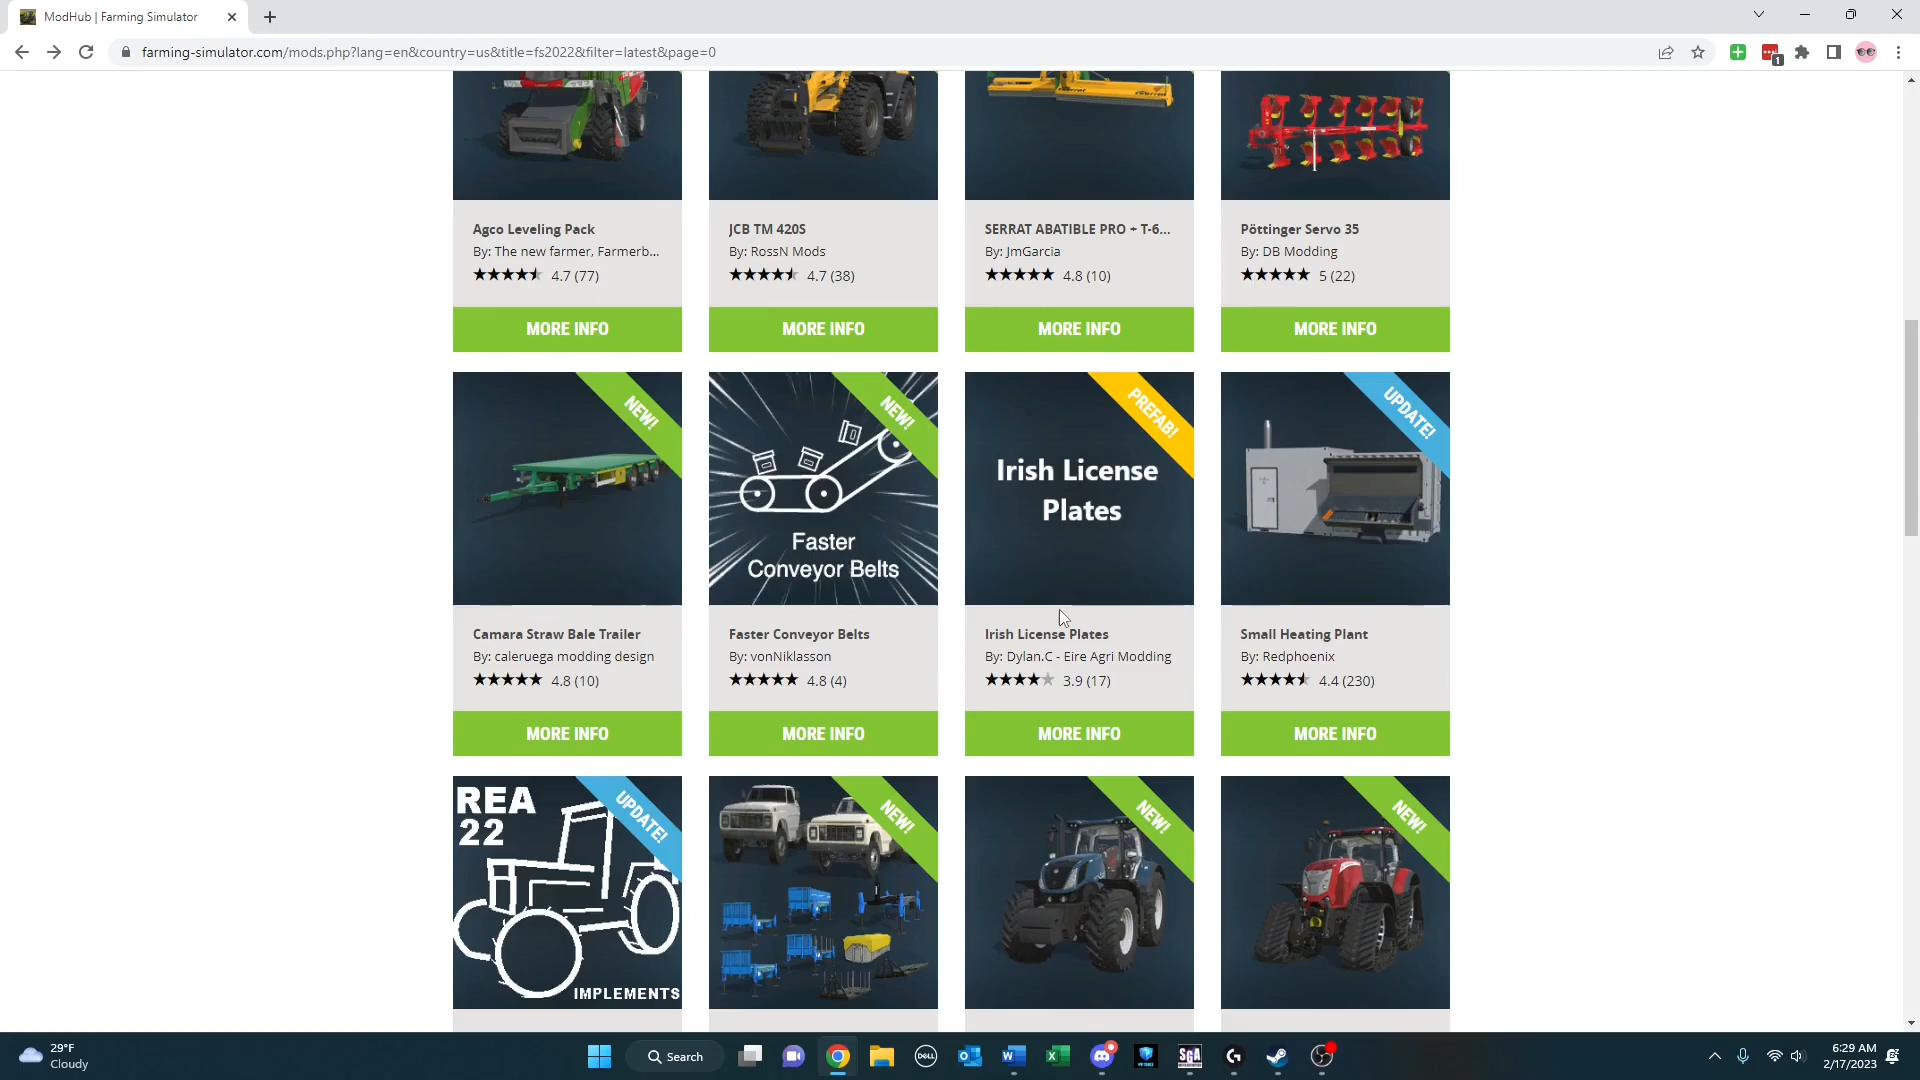 ModHub | Farming Simulator
farming-simulator.com/mods.php?lang=en&country=us&title=fs2022&filter=latest&page=0
1
Agco Leveling Pack
By: The new farmer, Farmerb...
4.7 (77)
MORE INFO
JCB TM 420S
By: RossN Mods
4.7 (38)
MORE INFO
SERRAT ABATIBLE PRO + T-6...
By: JmGarcia
4.8 (10)
MORE INFO
Pöttinger Servo 35
By: DB Modding
5 (22)
MORE INFO
NEW!
Camara Straw Bale Trailer
By: caleruega modding design
4.8 (10)
MORE INFO
NEW!
Faster
Conveyor Belts
Faster Conveyor Belts
By: vonNiklasson
4.8 (4)
MORE INFO
PREFAB!
Irish License
Plates
Irish License Plates
By: Dylan.C - Eire Agri Modding
3.9 (17)
MORE INFO
UPDATE!
Small Heating Plant
By: Redphoenix
4.4 (230)
MORE INFO
REA
22
UPDATE!
IMPLEMENTS
NEW!
NEW!
NEW!
29°F
Cloudy
Search
DELL
SGA
6:29 AM
2/17/2023